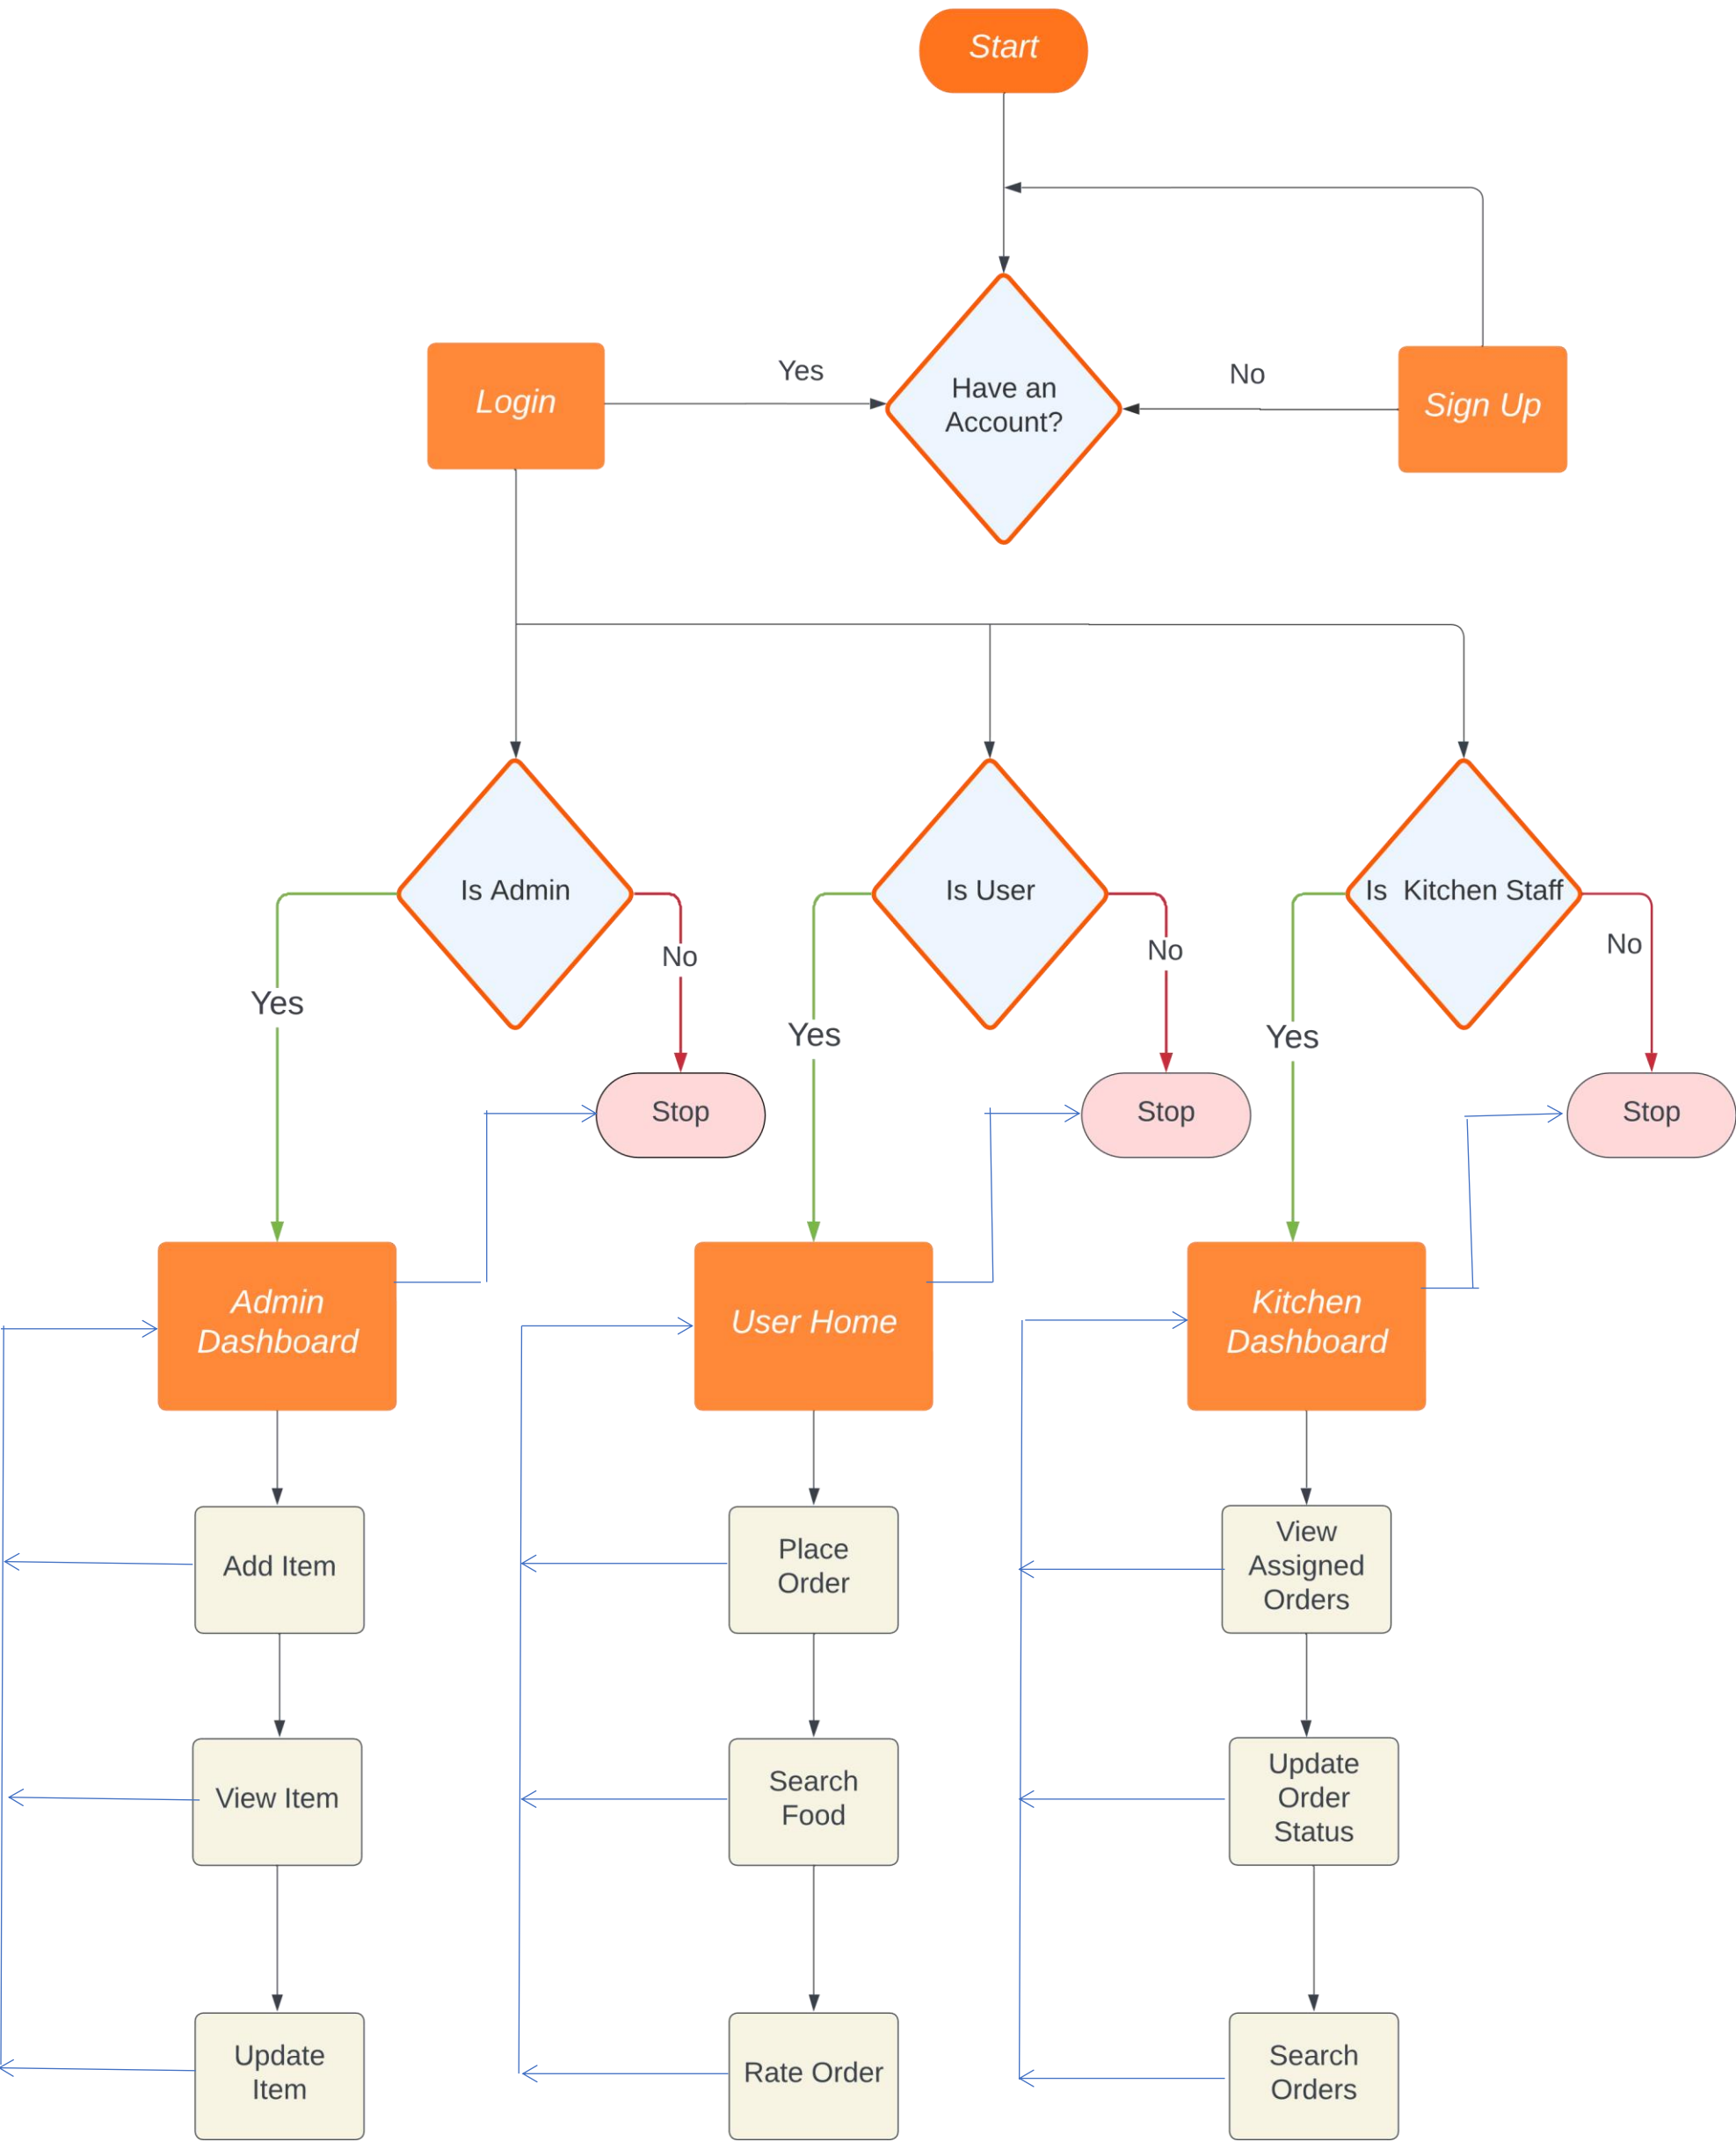 Start
Yes
No
Have an
Account?
Login
Sign Up
Is Admin
Is User
Is  Kitchen Staff
No
No
No
Yes
Yes
Yes
Stop
Stop
Stop
Admin
Dashboard
User Home
Kitchen
Dashboard
Add Item
Place
Order
View
Assigned
Orders
View Item
Search
Food
Update
Order
Status
Update
Item
Rate Order
Search
Orders